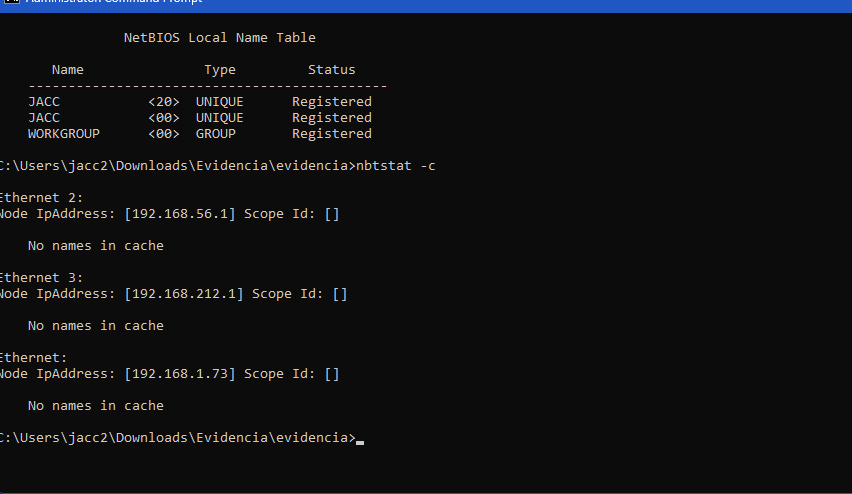 Administrator: Command Prompt
NetBIOS Local Name Table
Name Type Status
---------------------------------------------
JACC <20> UNIQUE Registered
JACC <00> UNIQUE Registered
WORKGROUP <00> GROUP Registered
C:\Users\jacc2\Downloads\Evidencia\evidencia>nbtstat -c
Ethernet 2:
Node IpAddress: [192.168.56.1] Scope Id: []
No names in cache
Ethernet 3:
Node IpAddress: [192.168.212.1] Scope Id: []
No names in cache
Ethernet:
Node IpAddress: [192.168.1.73] Scope Id: []
No names in cache
C:\Users\jacc2\Downloads\Evidencia\evidencia>